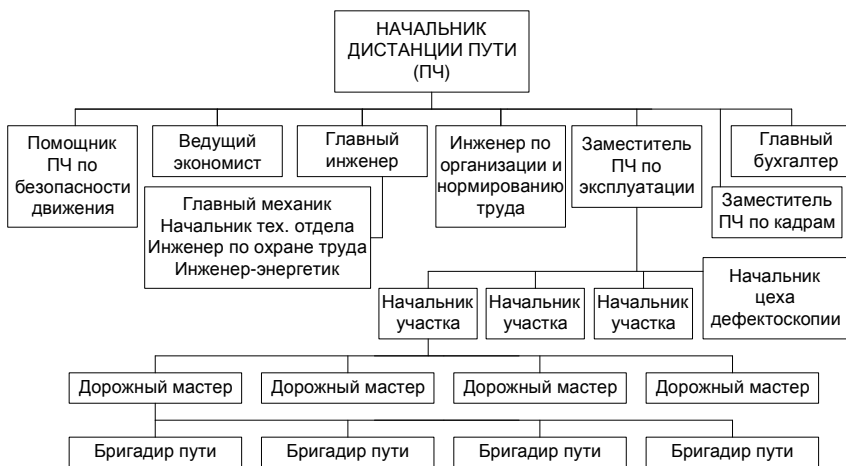 НАЧАЛЬНИК
ДИСТАНЦИИ ПУТИ
(ПЧ)
Помощник
ПЧ по
безопасности
движения
Ведущий
экономист
Главный
инженер
Инженер по
организации и
нормированию
труда
Заместитель
ПЧ по
эксплуатации
Главный
бухгалтер
Заместитель
ПЧ по кадрам
Главный механик
Начальник тех. отдела
Инженер по охране труда
Инженер-энергетик
Начальник
участка
Начальник
участка
Начальник
участка
Начальник
цеха
дефектоскопии
Дорожный мастер
Дорожный мастер
Дорожный мастер
Дорожный мастер
Бригадир пути
Бригадир пути
Бригадир пути
Бригадир пути